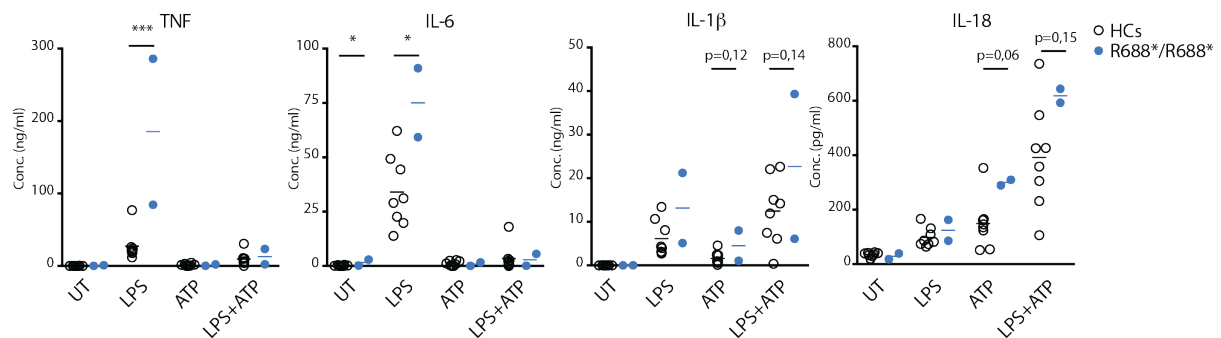 TNF
***
300
200
100
0
Conc. (ng/ml)
UT
LPS
ATP
LPS+ATP
IL-6
*
*
100
75
50
25
0
Conc. (ng/ml)
UT
LPS
ATP
LPS+ATP
IL-1β
p=0,12
p=0,14
50
40
30
20
10
0
Conc. (ng/ml)
UT
LPS
ATP
LPS+ATP
IL-18
p=0,06
p=0,15
800
600
400
200
0
Conc. (pg/ml)
UT
LPS
ATP
LPS+ATP
HCs
R688*/R688*